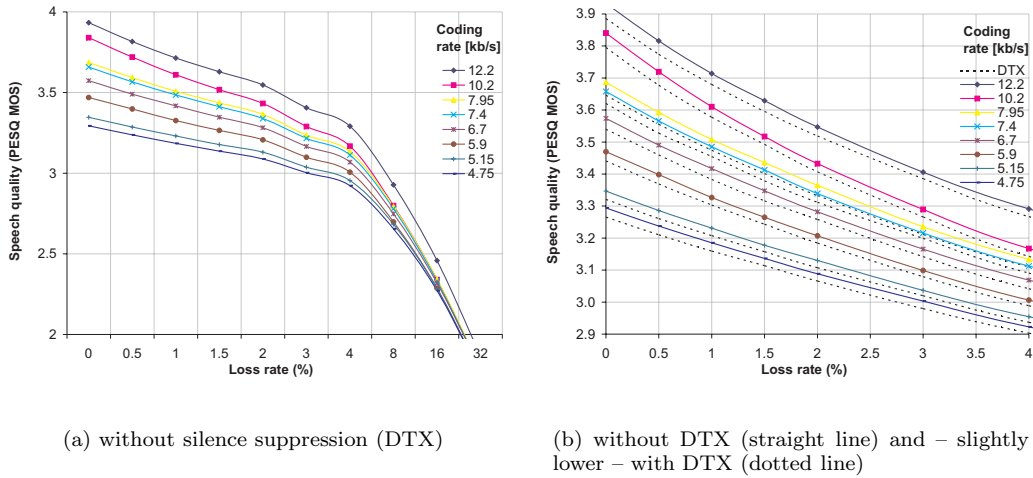 4
3.5
3
2.5
2
Speech quality (PESQ MOS)
0 0.5 1 1.5 2 3 4 8 16 32
Loss rate (%)
Coding
rate [kb/s]
12.2
10.2
7.95
7.4
6.7
5.9
5.15
4.75
(a) without silence suppression (DTX)
3.9
3.8
3.7
3.6
3.5
3.4
3.3
3.2
3.1
3.0
2.9
Speech quality (PESQ MOS)
0 0.5 1 1.5 2 2.5 3 3.5 4
Loss rate (%)
Coding
rate [kb/s]
DTX
12.2
10.2
7.95
7.4
6.7
5.9
5.15
4.75
(b) without DTX (straight line) and – slightly
lower – with DTX (dotted line)